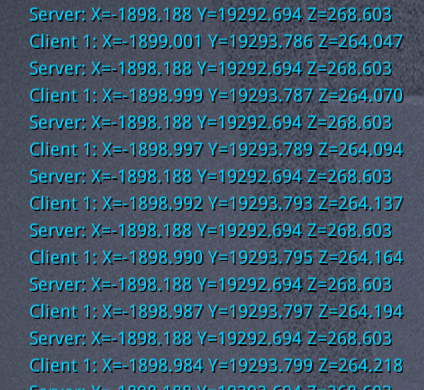 Server: X=-1898.188 Y=19292.694 Z=268.603
Client 1: X=-1899.001 Y=19293.786 Z=264.047
Server: X=-1898.188 Y=19292.694 Z=268.603
Client 1: X=-1898.999 Y=19293.787 Z=264.070
Server: X=-1898.188 Y=19292.694 Z=268.603
Client 1: X=-1898.997 Y=19293.789 Z=264.094
Server: X=-1898.188 Y=19292.694 Z=268.603
Client 1: X=-1898.992 Y=19293.793 Z=264.137
Server: X=-1898.188 Y=19292.694 Z=268.603
Client 1: X=-1898.990 Y=19293.795 Z=264.164
Server: X=-1898.188 Y=19292.694 Z=268.603
Client 1: X=-1898.987 Y=19293.797 Z=264.194
Server: X=-1898.188 Y=19292.694 Z=268.603
Client 1: X=-1898.984 Y=19293.799 Z=264.218